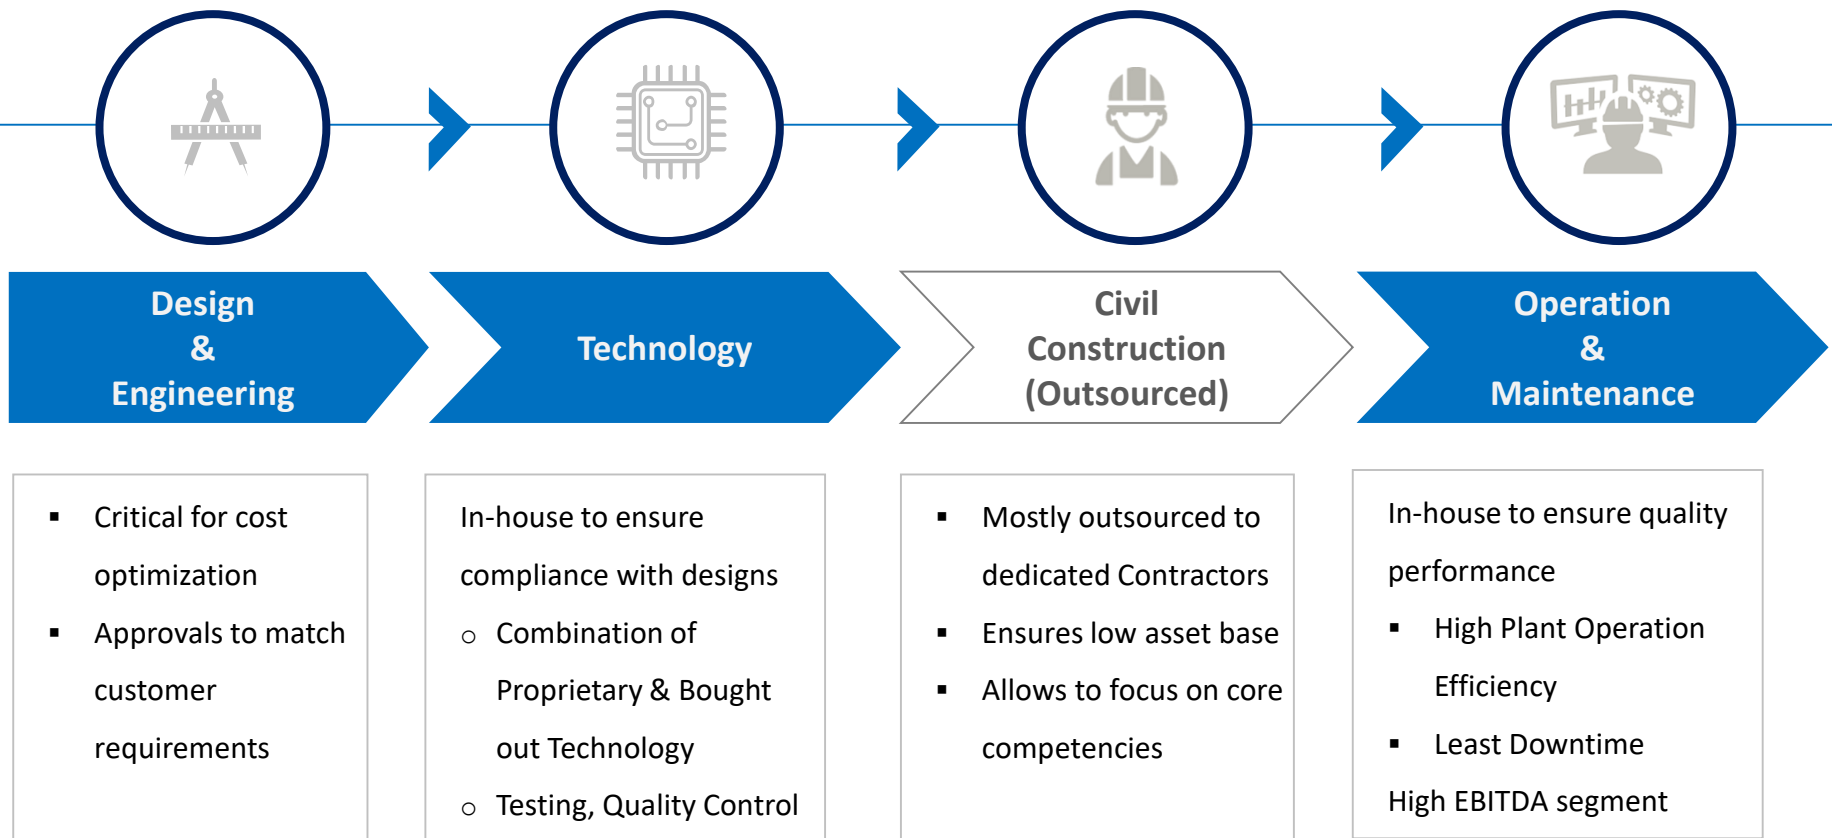 Design
&
Engineering
Technology
Civil
Construction
(Outsourced)
Operation
&
Maintenance
▪ Critical for cost
optimization
▪ Approvals to match
customer
requirements
In-house to ensure
compliance with designs
o Combination of
Proprietary & Bought
out Technology
o Testing, Quality Control
▪ Mostly outsourced to
dedicated Contractors
▪ Ensures low asset base
▪ Allows to focus on core
competencies
In-house to ensure quality
performance
▪ High Plant Operation
Efficiency
▪ Least Downtime
High EBITDA segment